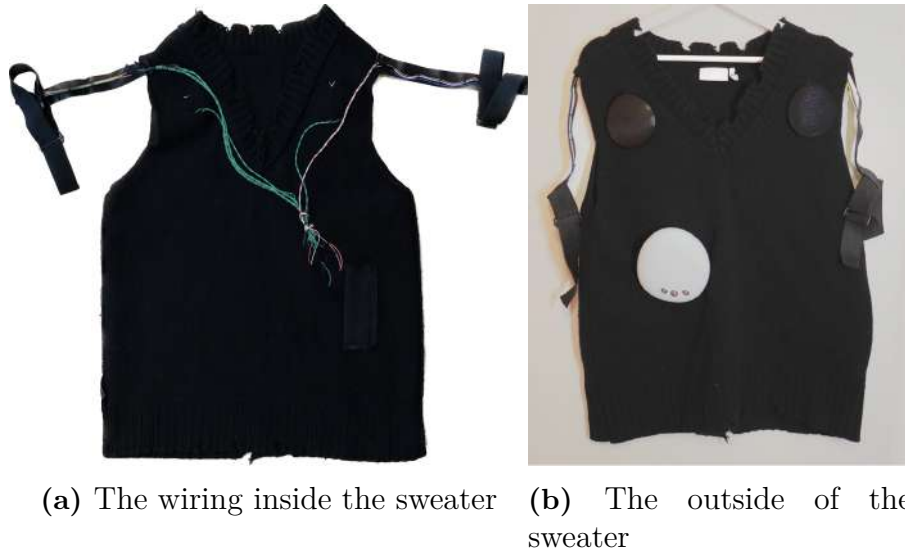 (a) The wiring inside the sweater
(b) The outside of the
sweater